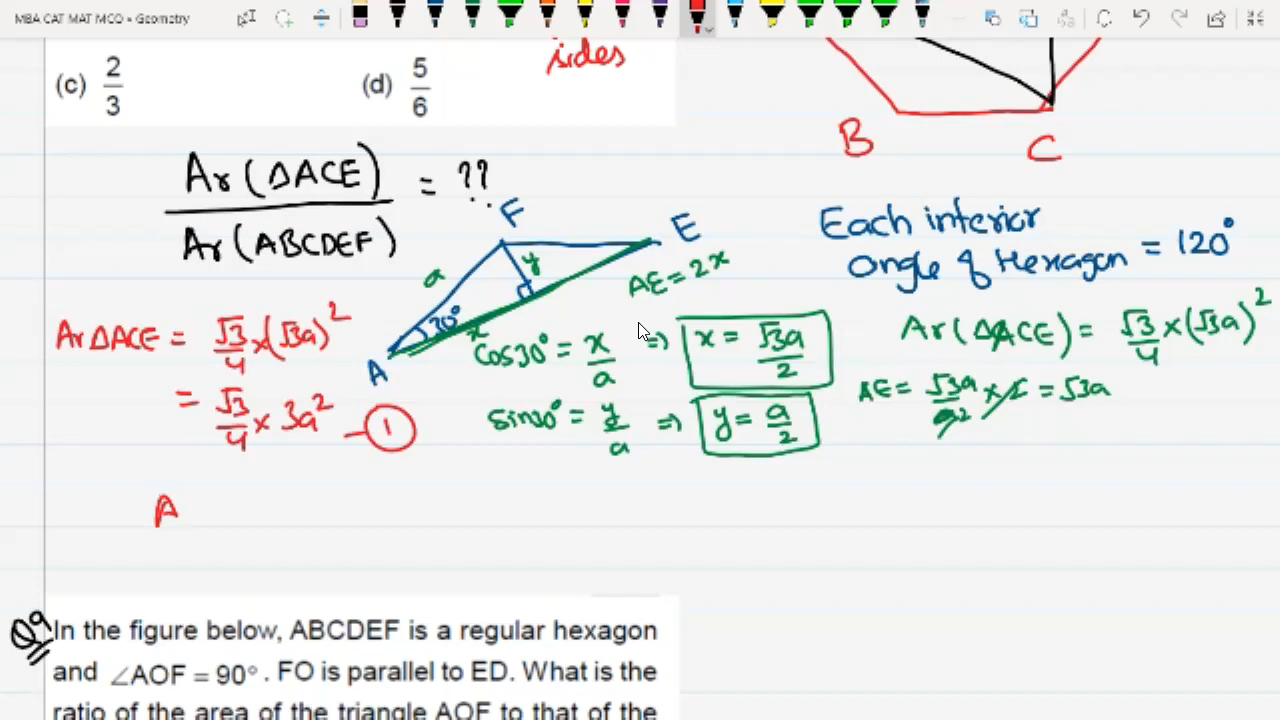 MBA CAT MAT MCQ » Geometry
sides
(c) 2/3 (d) 5/6
B C
Ar(ΔACE)/Ar(ABCDEF) = ??
F E
a y AE = 2x
30° x
A
Each interior
angle of Hexagon = 120°
ArΔACE = √3/4 × (√3a)²
= √3/4 × 3a² — ①
cos30° = x/a ⇒ x = √3a/2
sin30° = y/a ⇒ y = a/2
Ar(ΔACE) = √3/4 × (√3a)²
AE = √3a/2 × 2 = √3a
A
Q9 In the figure below, ABCDEF is a regular hexagon
and ∠AOF = 90°. FO is parallel to ED. What is the
ratio of the area of the triangle AOF to that of the